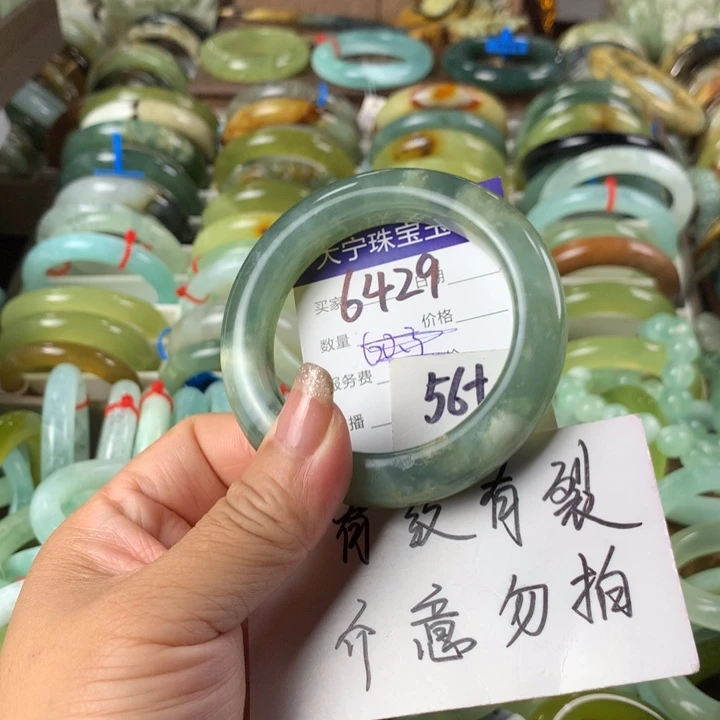 大宁珠宝玉
6429
买家
日期
数量
价格
服务费
播
56+
有纹有裂
介意勿拍